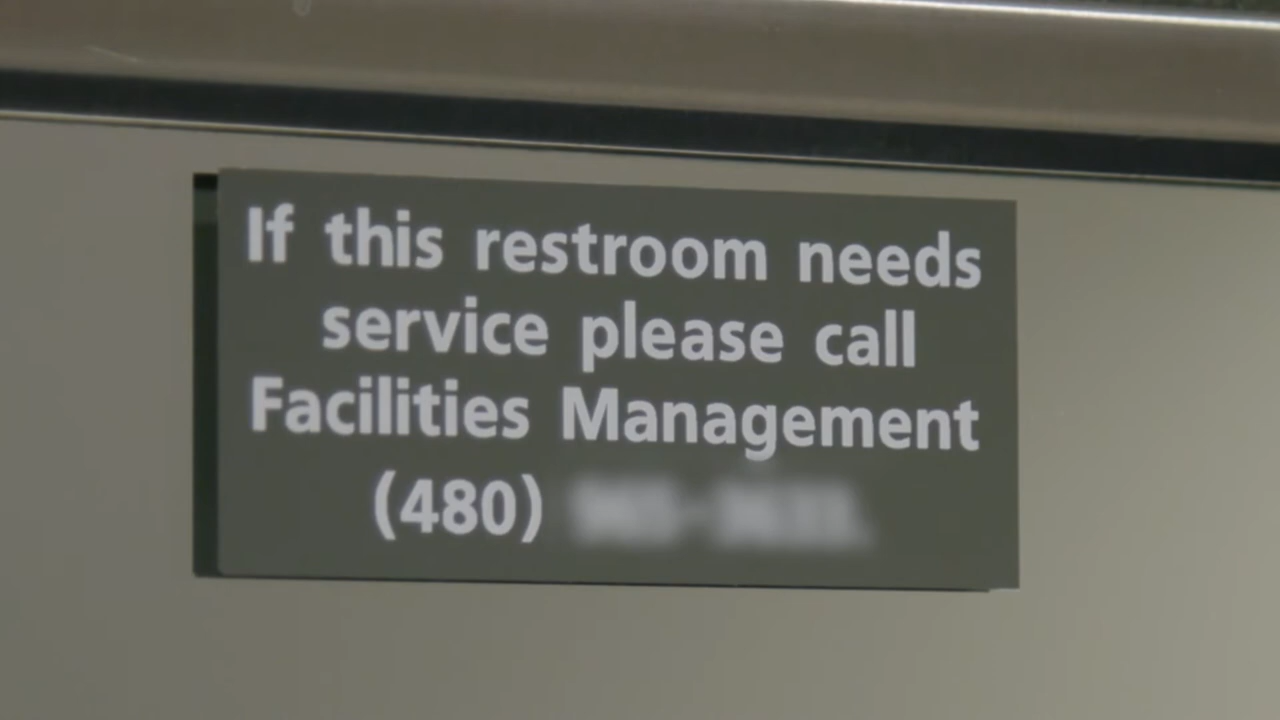 If this restroom needs
service please call
Facilities Management
(480)